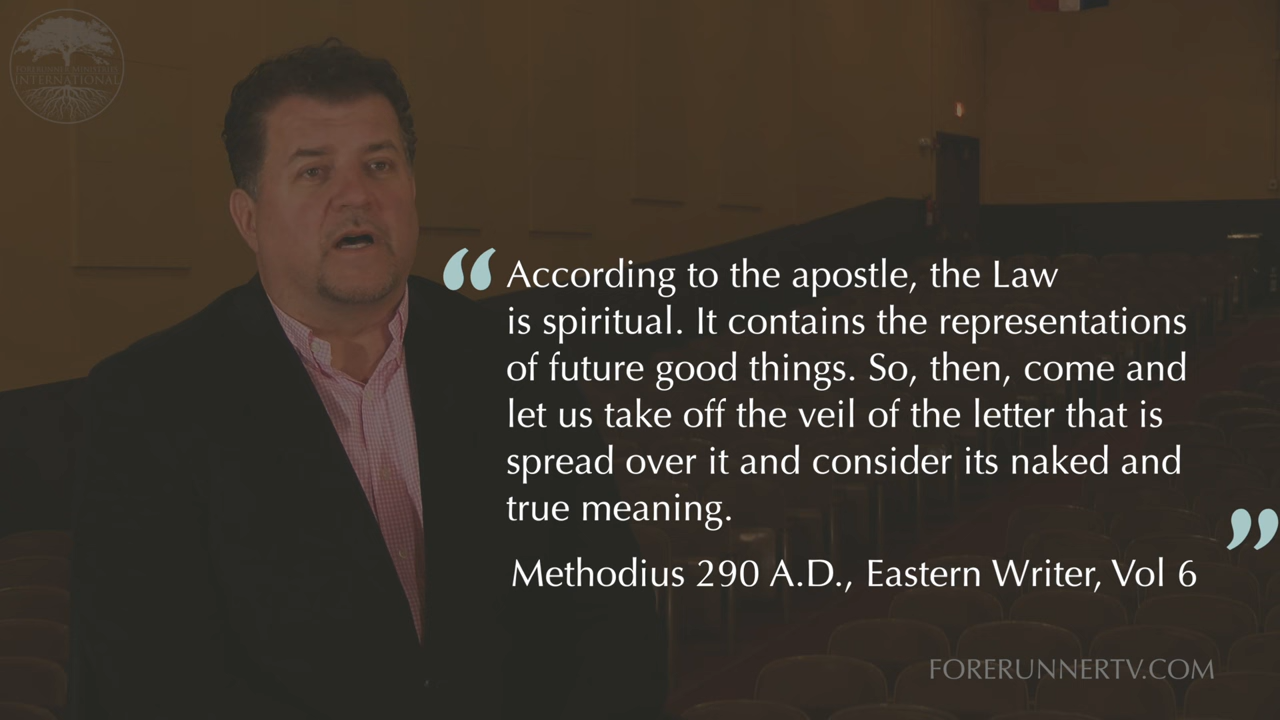 FORERUNNER MINISTRIES
INTERNATIONAL
“ According to the apostle, the Law
is spiritual. It contains the representations
of future good things. So, then, come and
let us take off the veil of the letter that is
spread over it and consider its naked and
true meaning. ”
Methodius 290 A.D., Eastern Writer, Vol 6
FORERUNNERTV.COM